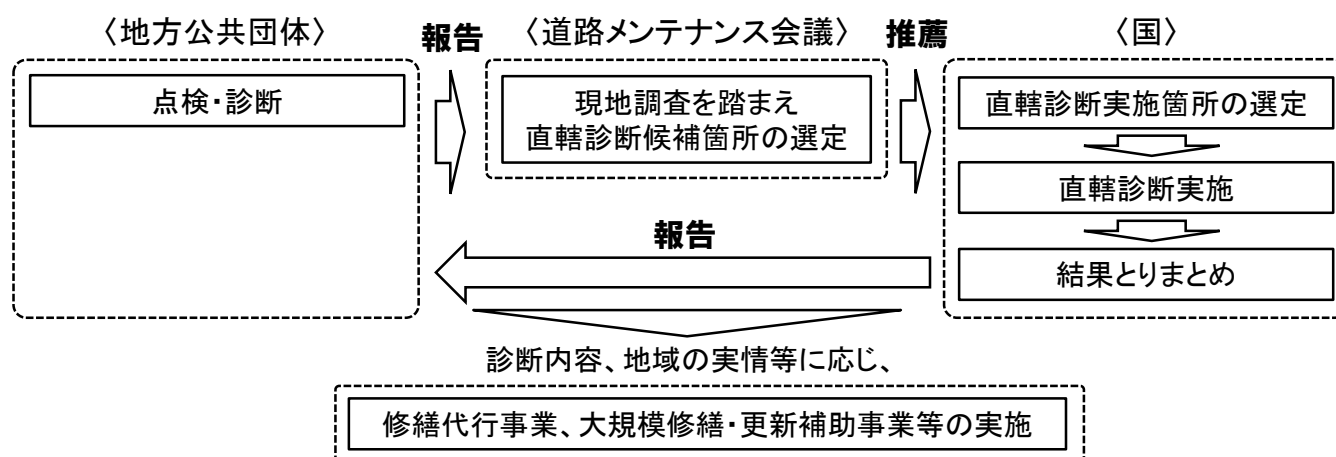 〈地方公共団体〉
報告
〈道路メンテナンス会議〉
推薦
〈国〉
点検・診断
現地調査を踏まえ
直轄診断候補箇所の選定
直轄診断実施箇所の選定
直轄診断実施
報告
結果とりまとめ
診断内容、地域の実情等に応じ、
修繕代行事業、大規模修繕・更新補助事業等の実施